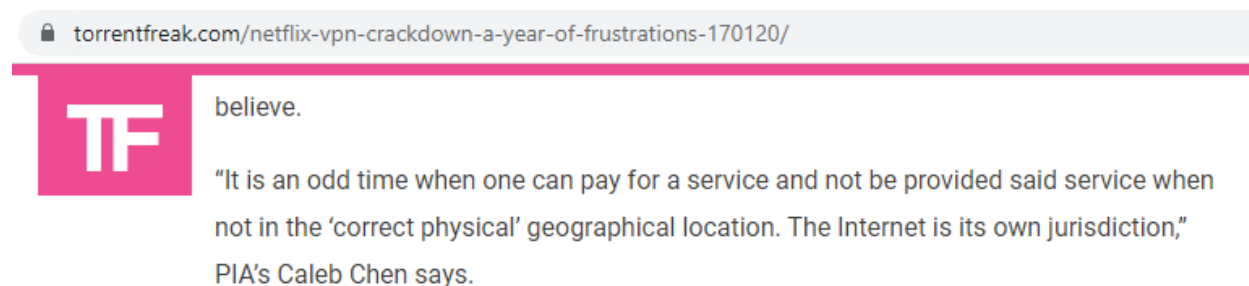 torrentfreak.com/netflix-vpn-crackdown-a-year-of-frustrations-170120/
TF
believe.
“It is an odd time when one can pay for a service and not be provided said service when
not in the ‘correct physical’ geographical location. The Internet is its own jurisdiction,”
PIA’s Caleb Chen says.